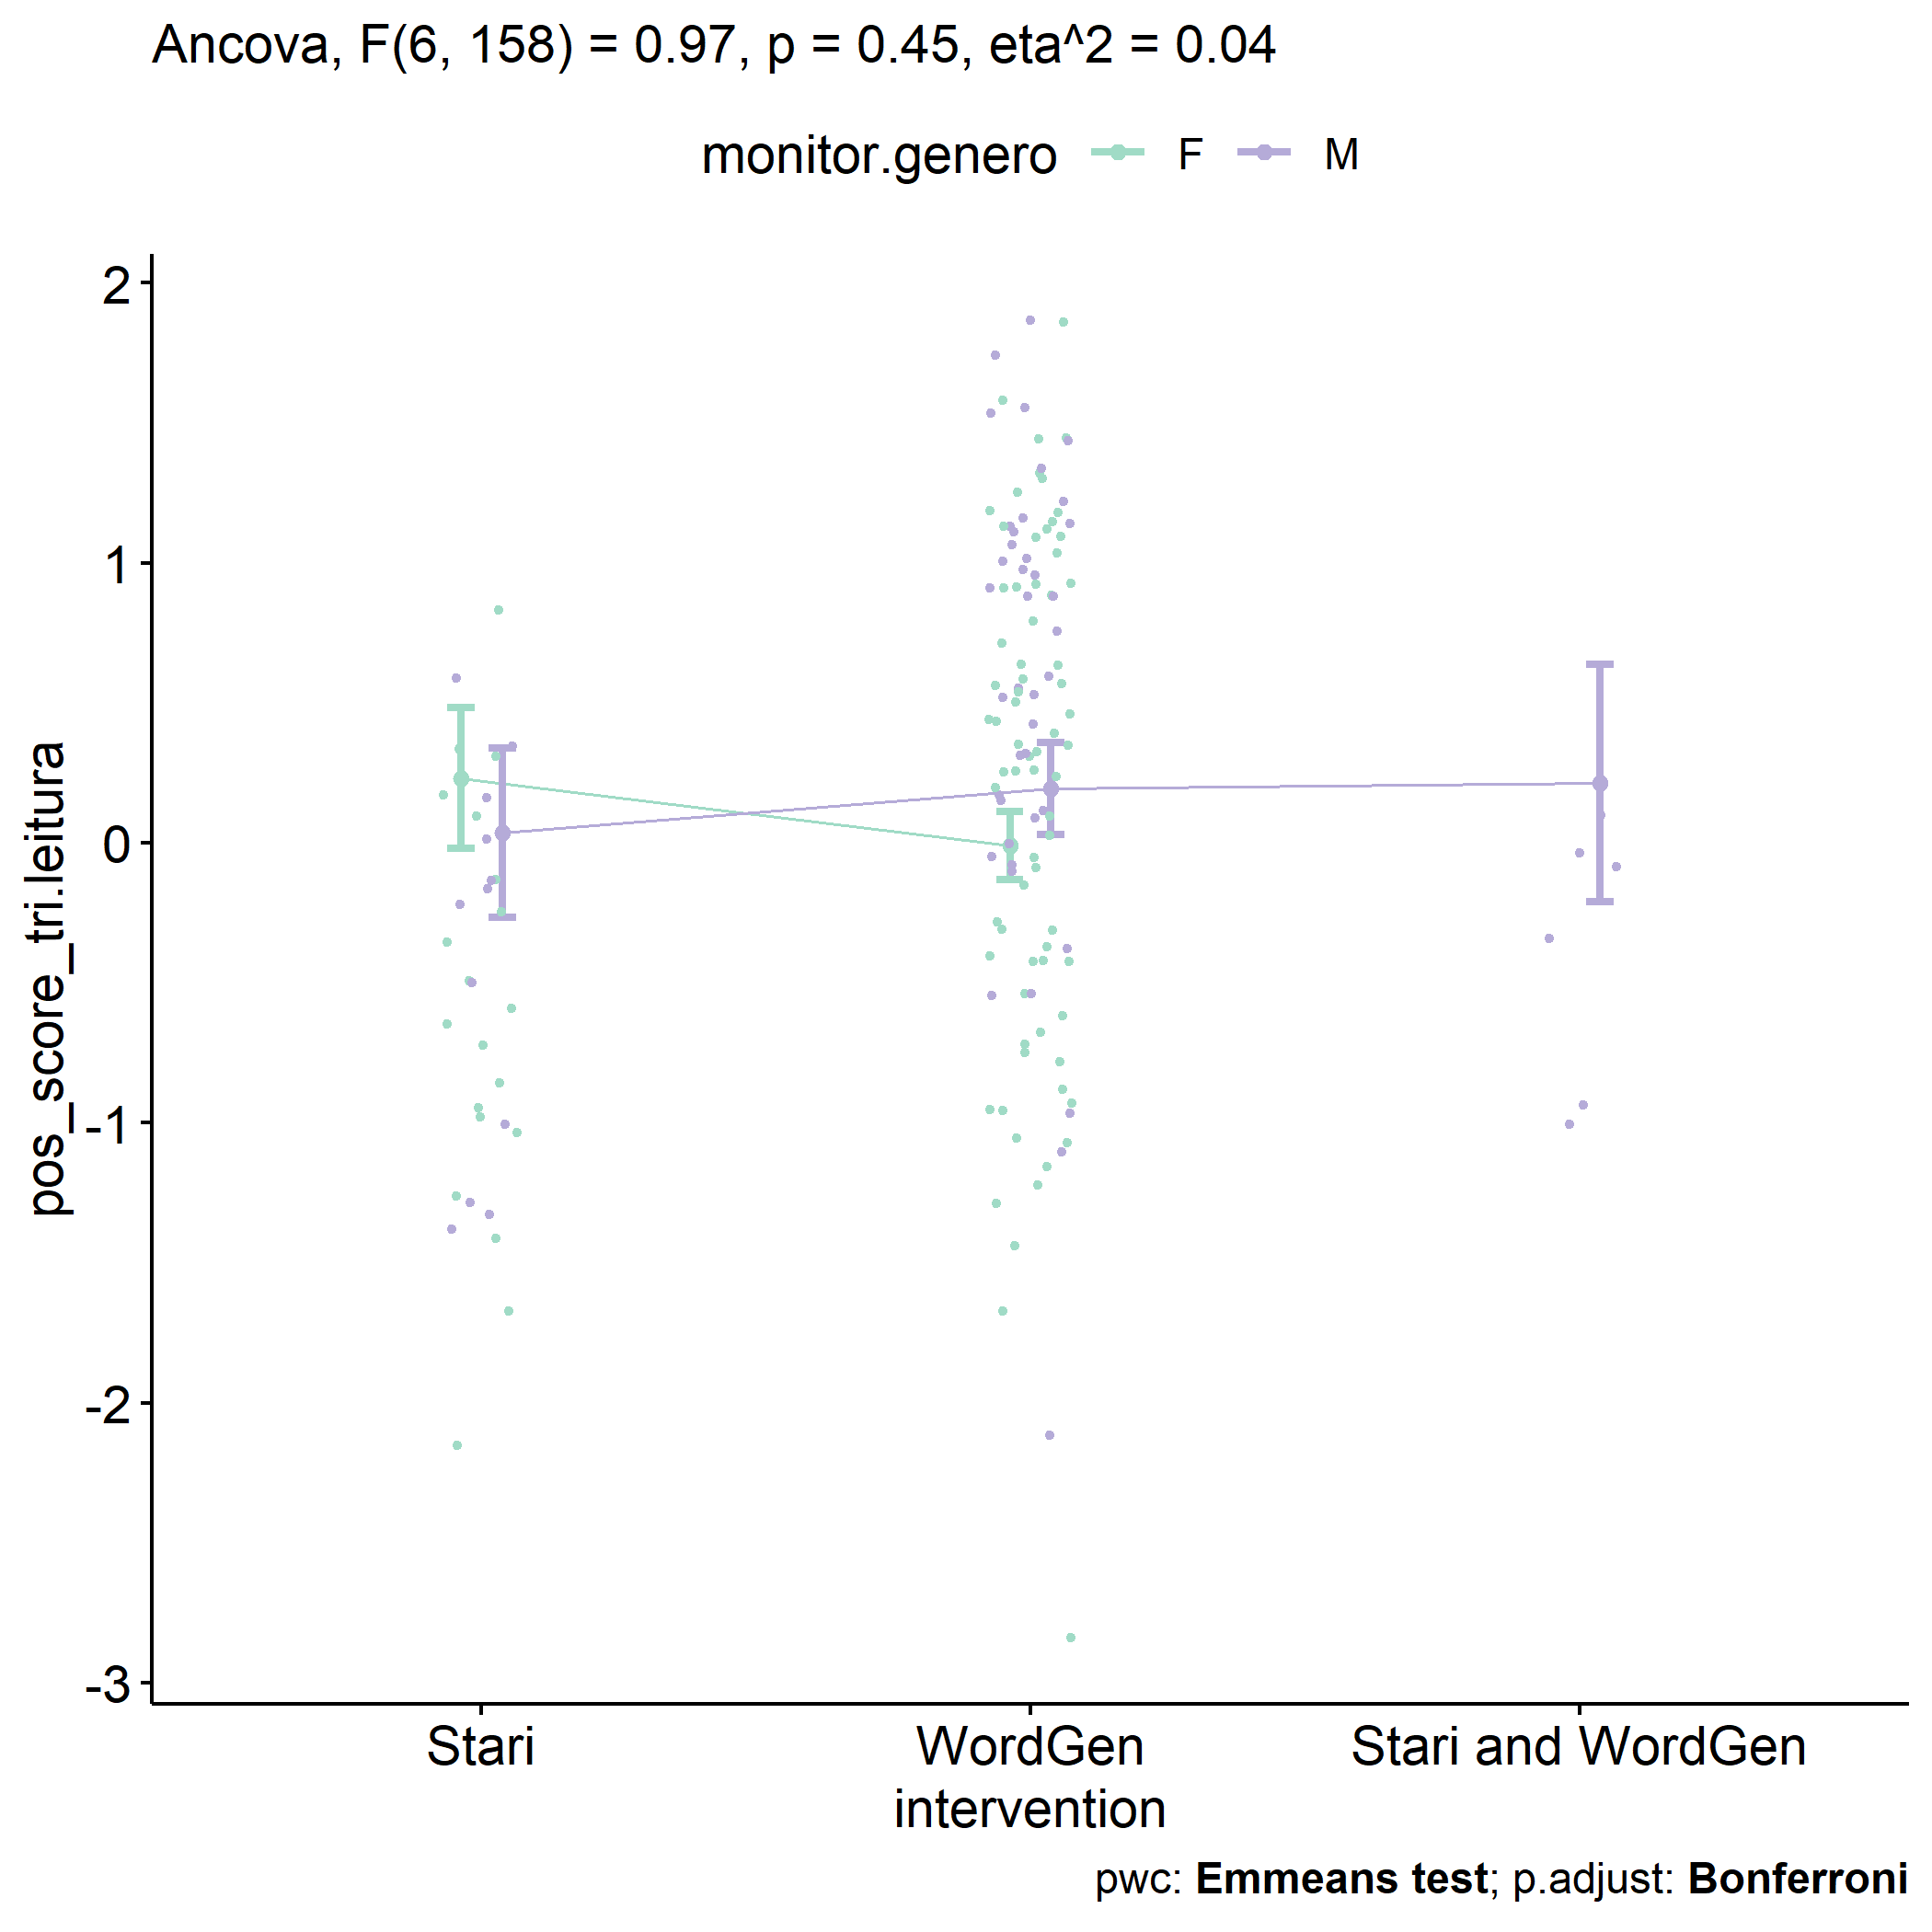 Ancova, F(6, 158) = 0.97, p = 0.45, eta^2 = 0.04
monitor.genero F M
pos_score_tri.leitura
2
1
0
-1
-2
-3
Stari WordGen Stari and WordGen
intervention
pwc: Emmeans test; p.adjust: Bonferroni